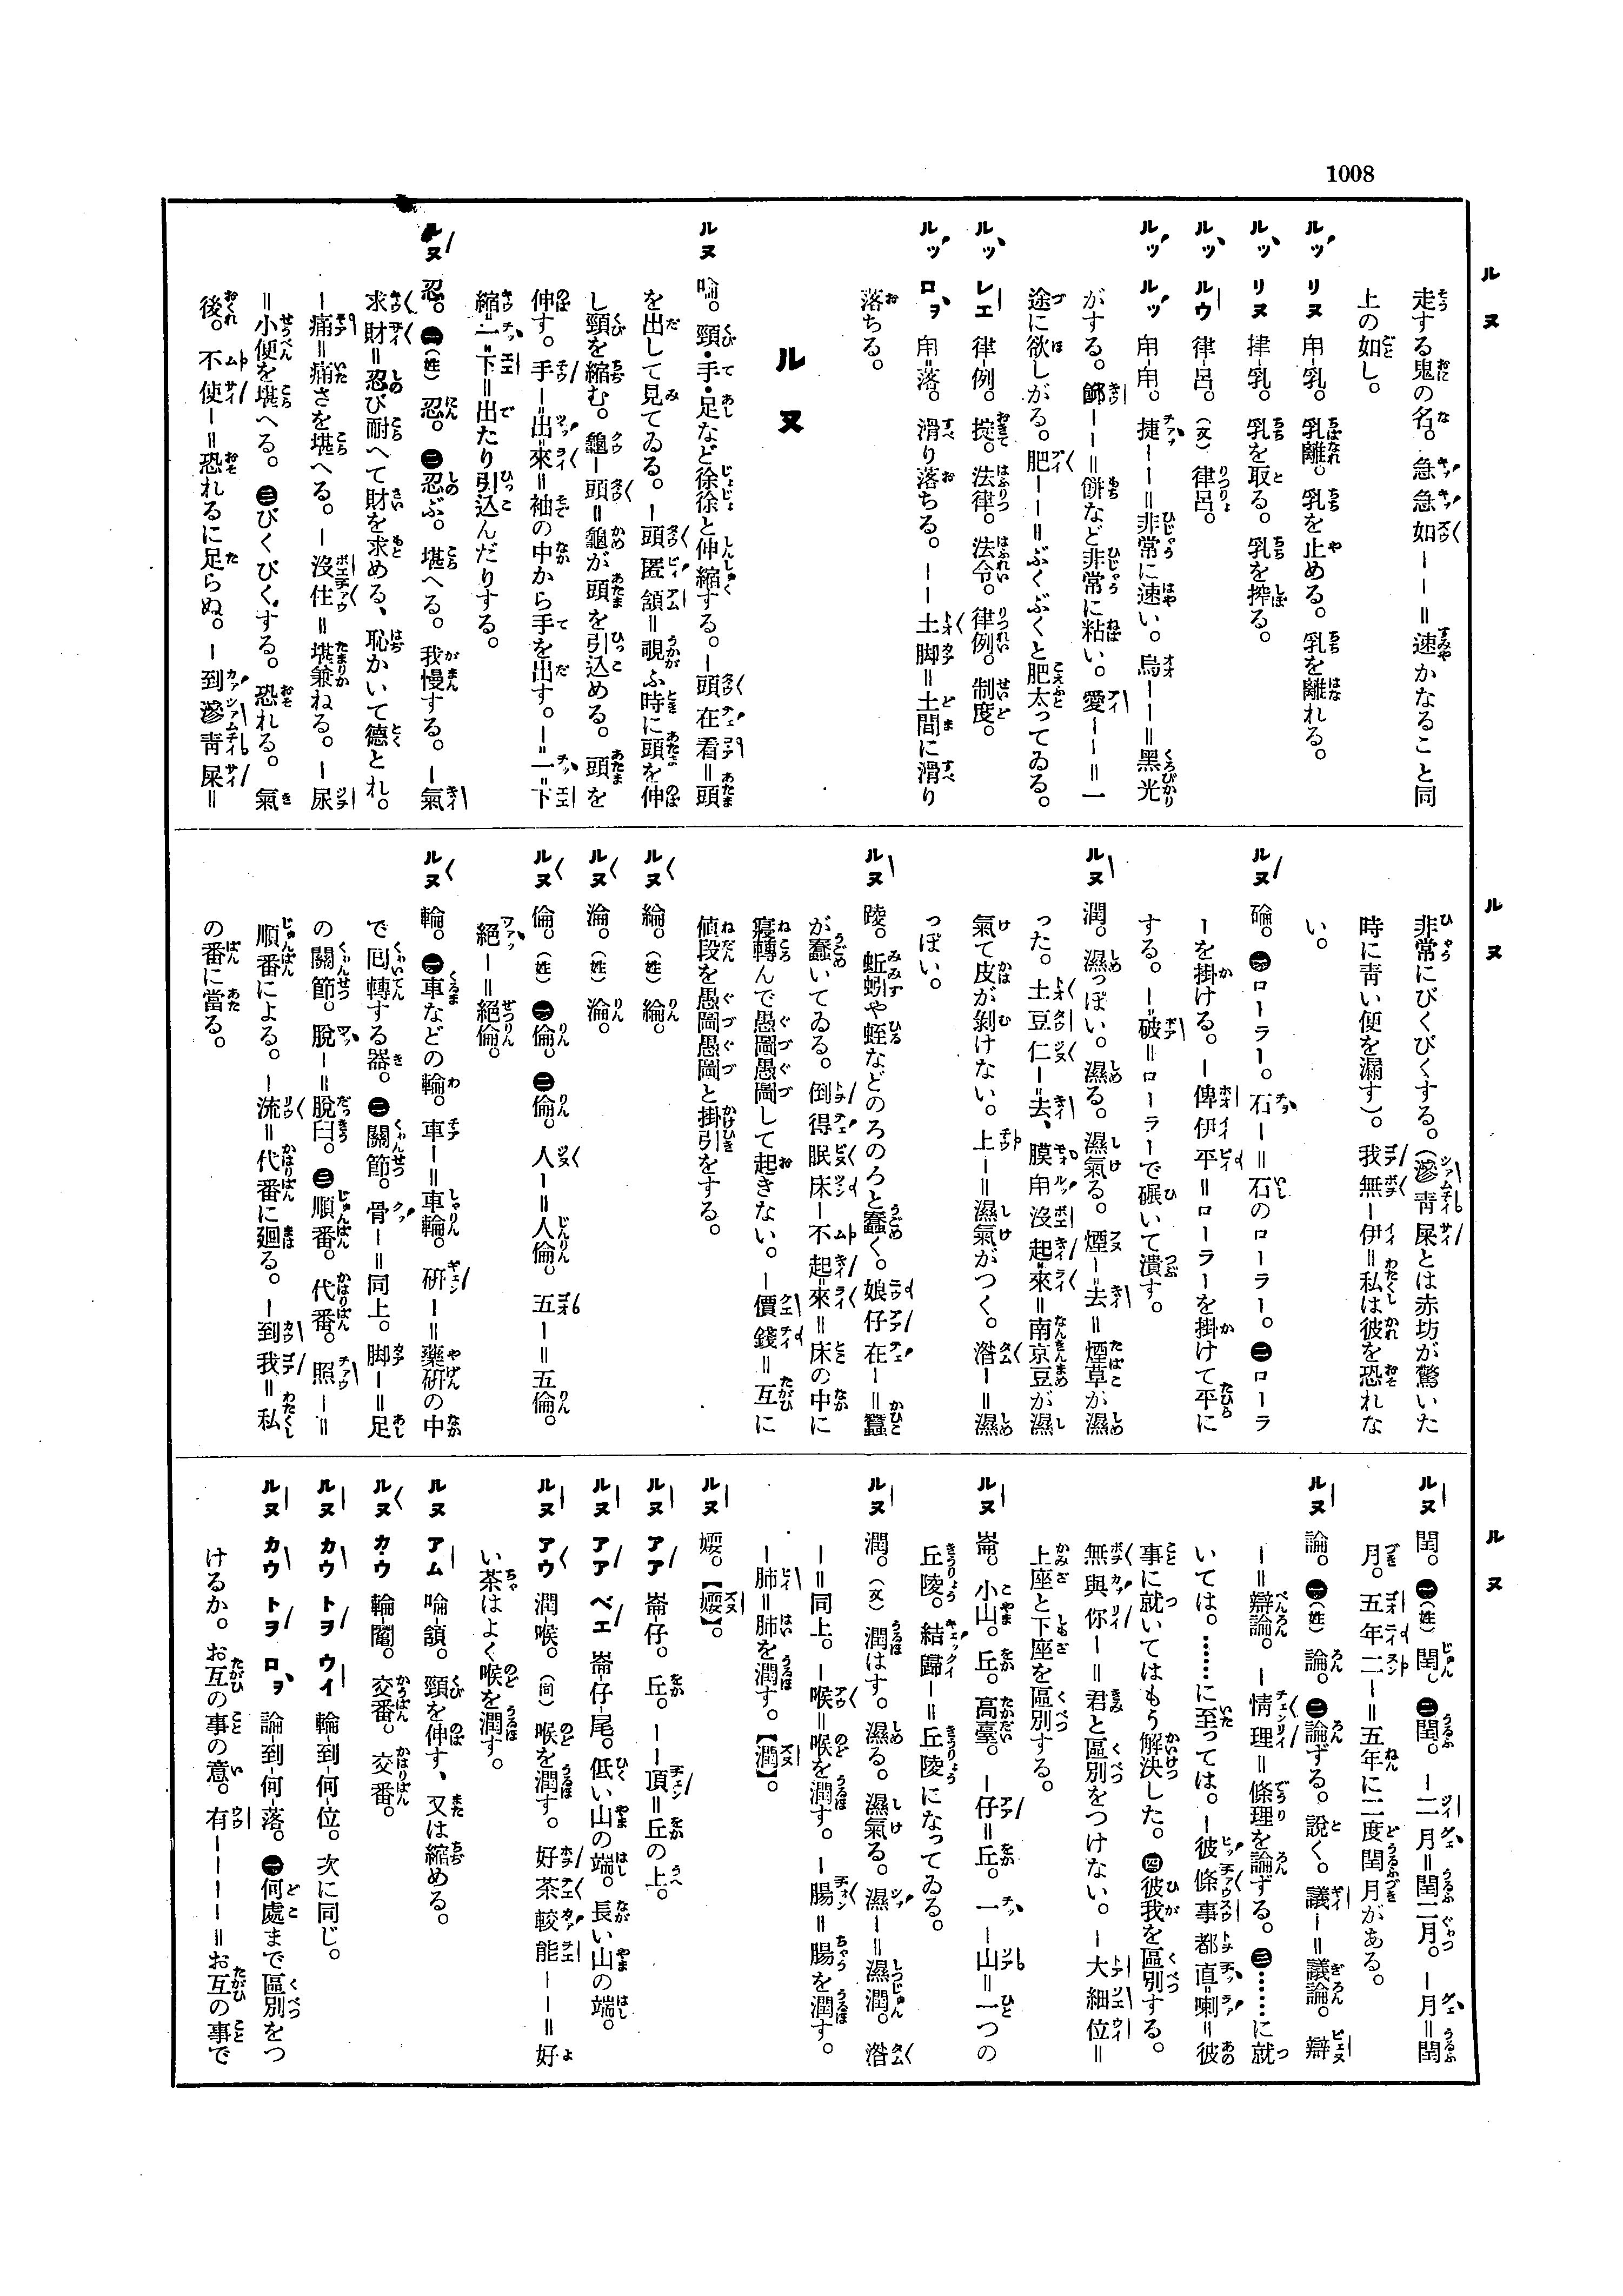 1008
ルヌ
走する鬼の名。急急如ーー＝速かなること同
上の如し。
ルッ リヌ 甪-乳。乳離。乳を止める。乳を離れる。
ルッ リヌ 㨘-乳。乳を取る。乳を搾る。
ルッ ルウ 律-呂。(文)律呂。
ルッ ルッ 甪-甪。捷ーー＝非常に速い。烏ーー＝黑光
がする。ーー＝餅など非常に粘い。愛ーー＝一
途に欲しがる。肥ーー＝ぶくぶくと肥太ってゐる。
ルッ レエ 律-例。掟。法律。法令。律例。制度。
ルッ ロヲ 甪=落。滑り落ちる。ーー土脚＝土間に滑り
落ちる。
ルヌ
ルヌ 。頸・手・足など徐徐と伸縮する。ー頭在看＝頭
を出して見てゐる。ー頭匿額＝覗ふ時に頭を伸
し頸を縮む。龜ー頭＝龜が頭を引込める。頭を
伸す。手ー出=來＝袖の中から手を出す。ー=一=下
縮=一=下＝出たり引込んだりする。
ルヌ 忍。㊀(姓)忍。㊁忍ぶ。堪へる。我慢する。ー氣
求財＝忍び耐へて財を求める、恥かいて德とれ。
ー痛＝痛さを堪へる。ー沒住＝堪兼ねる。ー尿
＝小便を堪へる。㊂びくびくする。恐れる。氣
後。不使ー＝恐れるに足らぬ。ー到靑屎＝
ルヌ
非常にびくびくする。(靑屎とは赤坊が驚いた
時に靑い便を漏す)。我無ー伊＝私は彼を恐れな
い。
ルヌ 碖。㊀ローラー。石ー＝石のローラー。㊁ローラ
ーを掛ける。ー俾伊平＝ローラーを掛けて平に
する。ー破＝ローラーで碾いて潰す。
ルヌ 潤。濕っぽい。濕る。濕氣る。煙ー=去＝煙草が濕
った。土豆仁ー=去、膜甪沒起=來＝南京豆が濕
氣て皮が剝けない。上ー＝濕氣がつく。ー＝濕
っぽい。
ルヌ 。蚯蚓や蛭などのろのろと蠢く。娘仔在ー＝蠶
が蠢いてゐる。倒得眠床ー不起=來＝床の中に
寢轉んで愚圖愚圖して起きない。ー價錢＝互に
値段を愚圖愚圖と掛引をする。
ルヌ 綸。(姓)綸。
ルヌ 淪。(姓)淪。
ルヌ 倫。㊀倫。㊁倫。人ー＝人倫。五ー＝五倫。
絕ー＝絕倫。
ルヌ 輪。㊀車などの輪。車ー＝車輪。硏ー＝藥硏の中
で囘轉する器。㊁關節。骨ー＝同上。脚ー＝足
の關節。脫ー＝脫臼。㊂順番。代番。照ー＝
順番による。ー流＝代番に廻る。ー到我＝私
の番に當る。
ルヌ
ルヌ 閏。㊀(姓)閏。㊁閏。ー二月＝閏二月。ー月＝閏
月。五年二ー＝五年に二度閏月がある。
ルヌ 論。㊀(姓)論。㊁論ずる。說く。議ー＝議論。辯
ー＝辯論。ー情理＝條理を論ずる。㊂……に就
いては。……に至っては。ー彼條事都直=喇＝彼
事に就いてはもう解決した。㊃彼我を區別する。
無與你ー＝君と區別をつけない。ー大細位＝
上座と下座を區別する。
ルヌ 崙。小山。丘。高臺。ー仔＝丘。一ー山＝一つの
丘陵。結歸ー＝丘陵になってゐる。
ルヌ 潤。(文)潤はす。濕る。濕氣る。濕ー＝濕潤。ー
ー＝同上。ー喉＝喉を潤す。ー腸＝腸を潤す。
ー肺＝肺を潤す。【潤】。
ルヌ 。【】。
ルヌ アア 崙-仔。丘。ーー頂＝丘の上。
ルヌ アア ベエ 崙-仔-尾。低い山の端。長い山の端。
ルヌ アウ 潤喉。(同)喉を潤す。好茶較能ーー＝好
い茶はよく喉を潤す。
ルヌ アム -頷。頸を伸す、又は縮める。
ルヌ カウ 輪-鬮。交番。交番。
ルヌ カウ トヲ ウイ 輪-到-何-位。次に同じ。
ルヌ カウ トヲ ロヲ 論-到-何-落。㊀何處まで區別をつ
けるか。お互の事の意。有ーーーー＝お互の事で